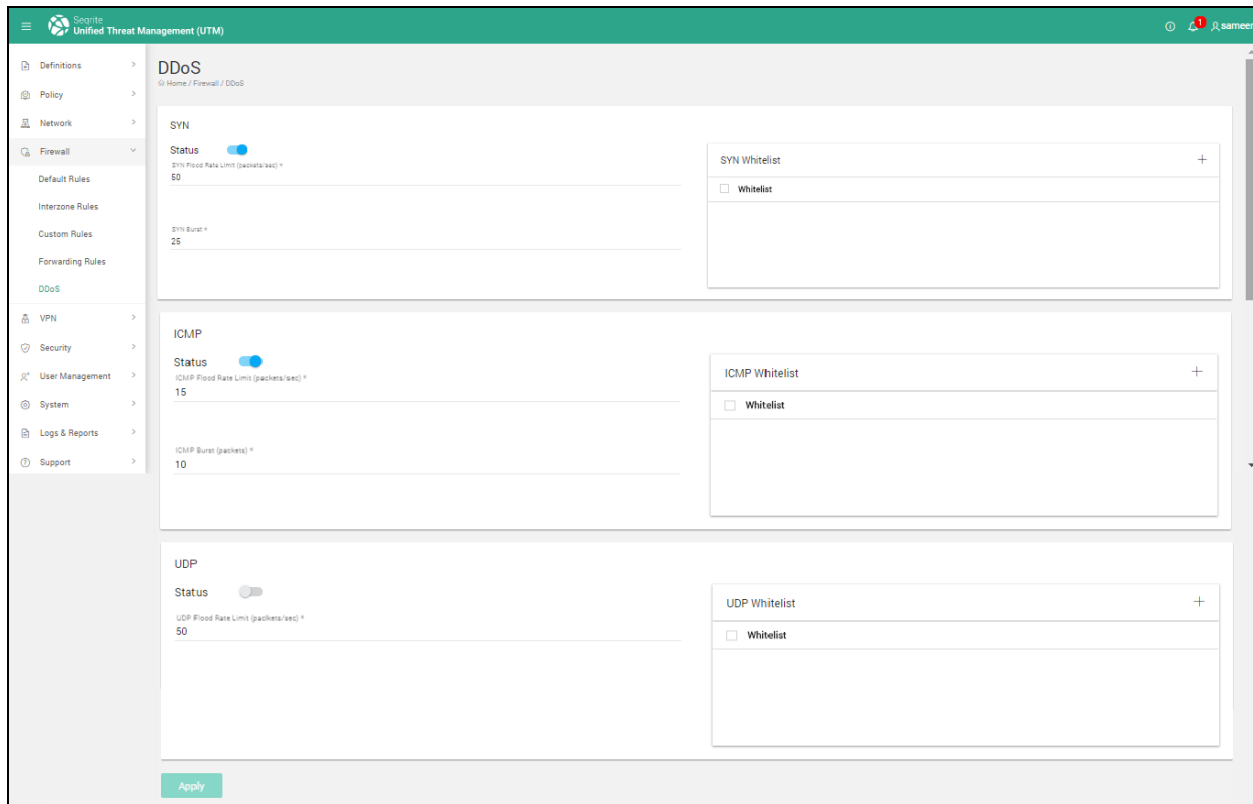 Seqrite
Unified Threat Management (UTM)
1
sameer
Definitions
Policy
Network
Firewall
Default Rules
Interzone Rules
Custom Rules
Forwarding Rules
DDoS
VPN
Security
User Management
System
Logs & Reports
Support
DDoS
Home / Firewall / DDoS
SYN
Status
SYN Flood Rate Limit (packets/sec) *
50
SYN Burst *
25
SYN Whitelist
Whitelist
ICMP
Status
ICMP Flood Rate Limit (packets/sec) *
15
ICMP Burst (packets) *
10
ICMP Whitelist
Whitelist
UDP
Status
UDP Flood Rate Limit (packets/sec) *
50
UDP Whitelist
Whitelist
Apply